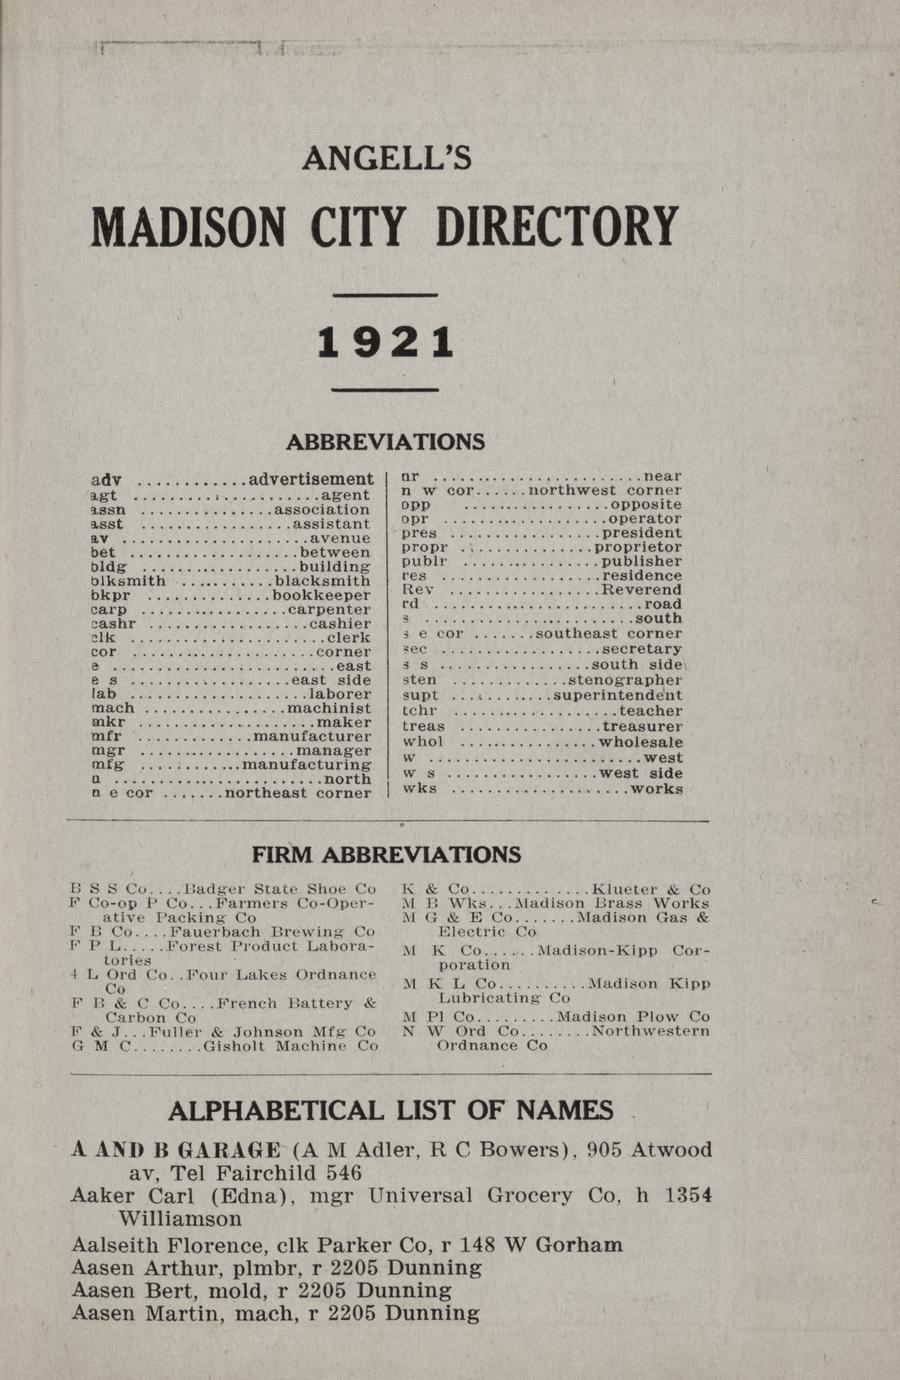 ANGELL'S
MADISON CITY DIRECTORY
1921
ABBREVIATIONS
adv ............advertisement
agt ....................agent
assn ...............association
asst .................assistant
av .....................avenue
bet ...................between
bldg ..................building
blksmith ...........blacksmith
bkpr ..............bookkeeper
carp .................carpenter
cashr ..................cashier
clk .......................clerk
cor .....................corner
e ..........................east
e s ...................east side
lab .....................laborer
mach ................machinist
mkr .....................maker
mfr .............manufacturer
mgr ..................manager
mfg ............manufacturing
n ........................north
n e cor .......northeast corner
nr ........................near
n w cor......northwest corner
opp .................opposite
opr ...................operator
pres .................president
propr ...............proprietor
publr ................publisher
res ...................residence
Rev .................Reverend
rd ........................road
s ........................south
s e cor .......southeast corner
sec ..................secretary
s s .................south side
sten .............stenographer
supt ............superintendent
tchr ...................teacher
treas ................treasurer
whol ................wholesale
w .........................west
w s .................west side
wks ....................works
FIRM ABBREVIATIONS
B S S Co....Badger State Shoe Co
F Co-op P Co...Farmers Co-Oper-
ative Packing Co
F B Co....Fauerbach Brewing Co
F P L.....Forest Product Labora-
tories
4 L Ord Co..Four Lakes Ordnance
Co
F B & C Co....French Battery &
Carbon Co
F & J...Fuller & Johnson Mfg Co
G M C........Gisholt Machine Co
K & Co.............Klueter & Co
M B Wks...Madison Brass Works
M G & E Co.......Madison Gas &
Electric Co
M K Co......Madison-Kipp Cor-
poration
M K L Co..........Madison Kipp
Lubricating Co
M Pl Co.........Madison Plow Co
N W Ord Co........Northwestern
Ordnance Co
ALPHABETICAL LIST OF NAMES
A AND B GARAGE (A M Adler, R C Bowers), 905 Atwood
av, Tel Fairchild 546
Aaker Carl (Edna), mgr Universal Grocery Co, h 1354
Williamson
Aalseith Florence, clk Parker Co, r 148 W Gorham
Aasen Arthur, plmbr, r 2205 Dunning
Aasen Bert, mold, r 2205 Dunning
Aasen Martin, mach, r 2205 Dunning